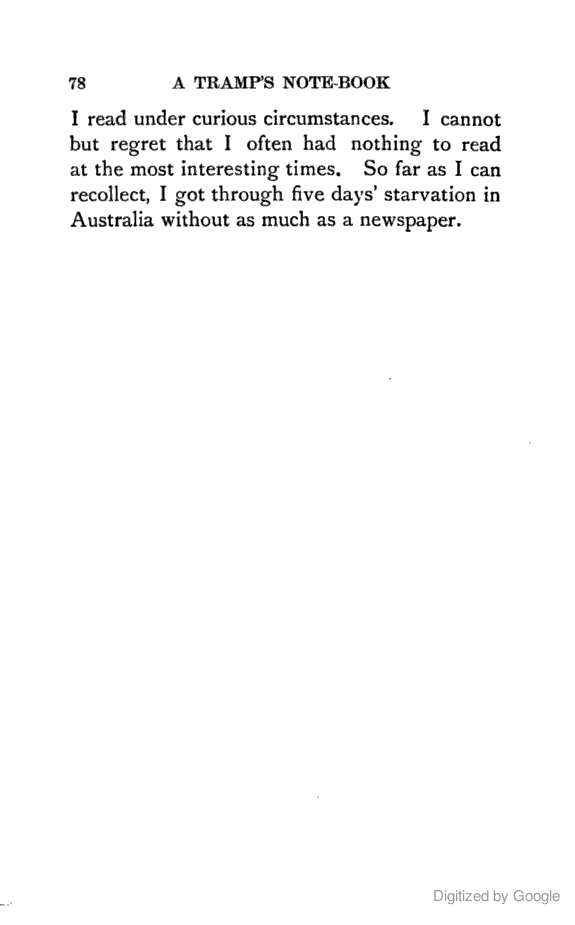 78 A TRAMP'S NOTE-BOOK
I read under curious circumstances. I cannot
but regret that I often had nothing to read
at the most interesting times. So far as I can
recollect, I got through five days' starvation in
Australia without as much as a newspaper.
Digitized by Google